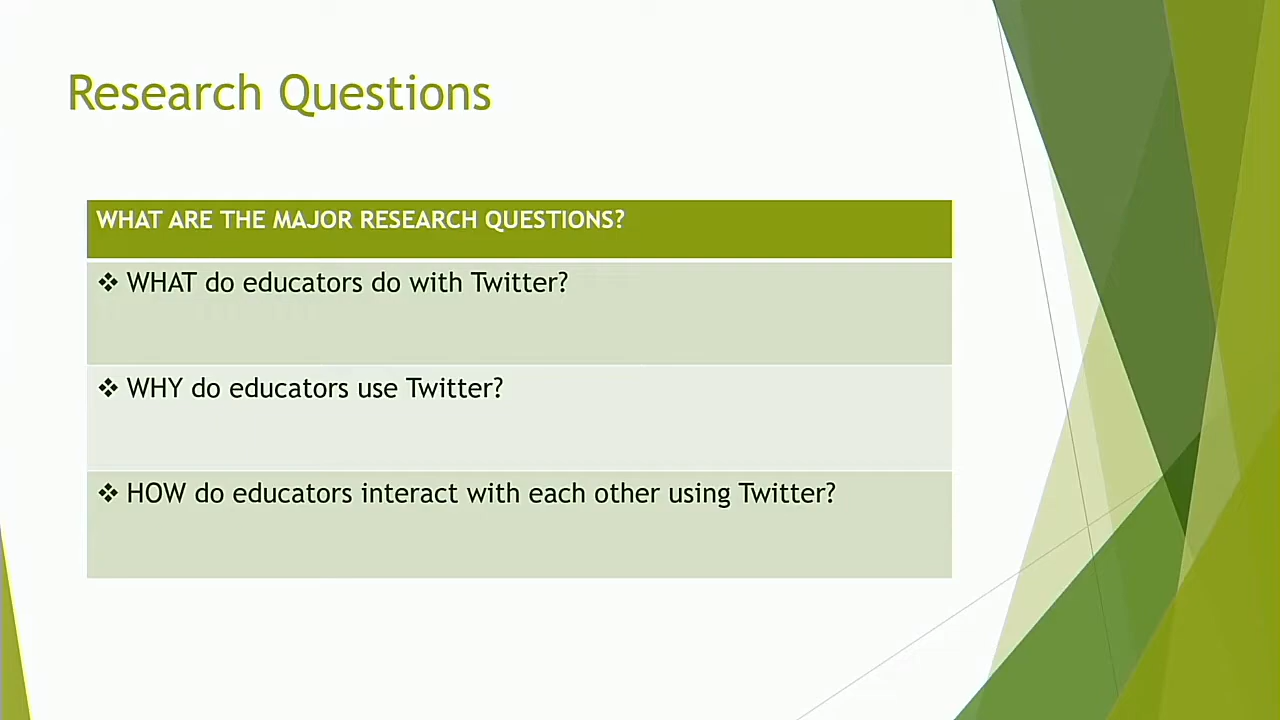 Research Questions
WHAT ARE THE MAJOR RESEARCH QUESTIONS?
❖ WHAT do educators do with Twitter?
❖ WHY do educators use Twitter?
❖ HOW do educators interact with each other using Twitter?